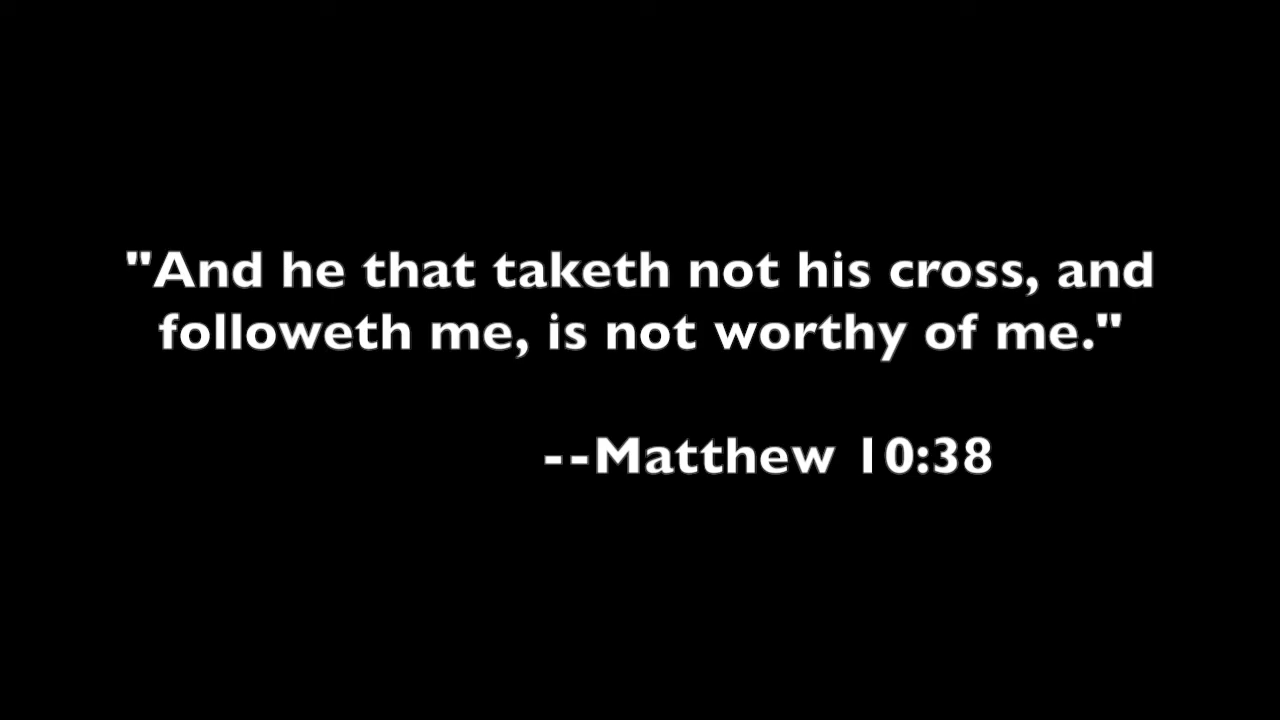 "And he that taketh not his cross, and
followeth me, is not worthy of me."
--Matthew 10:38